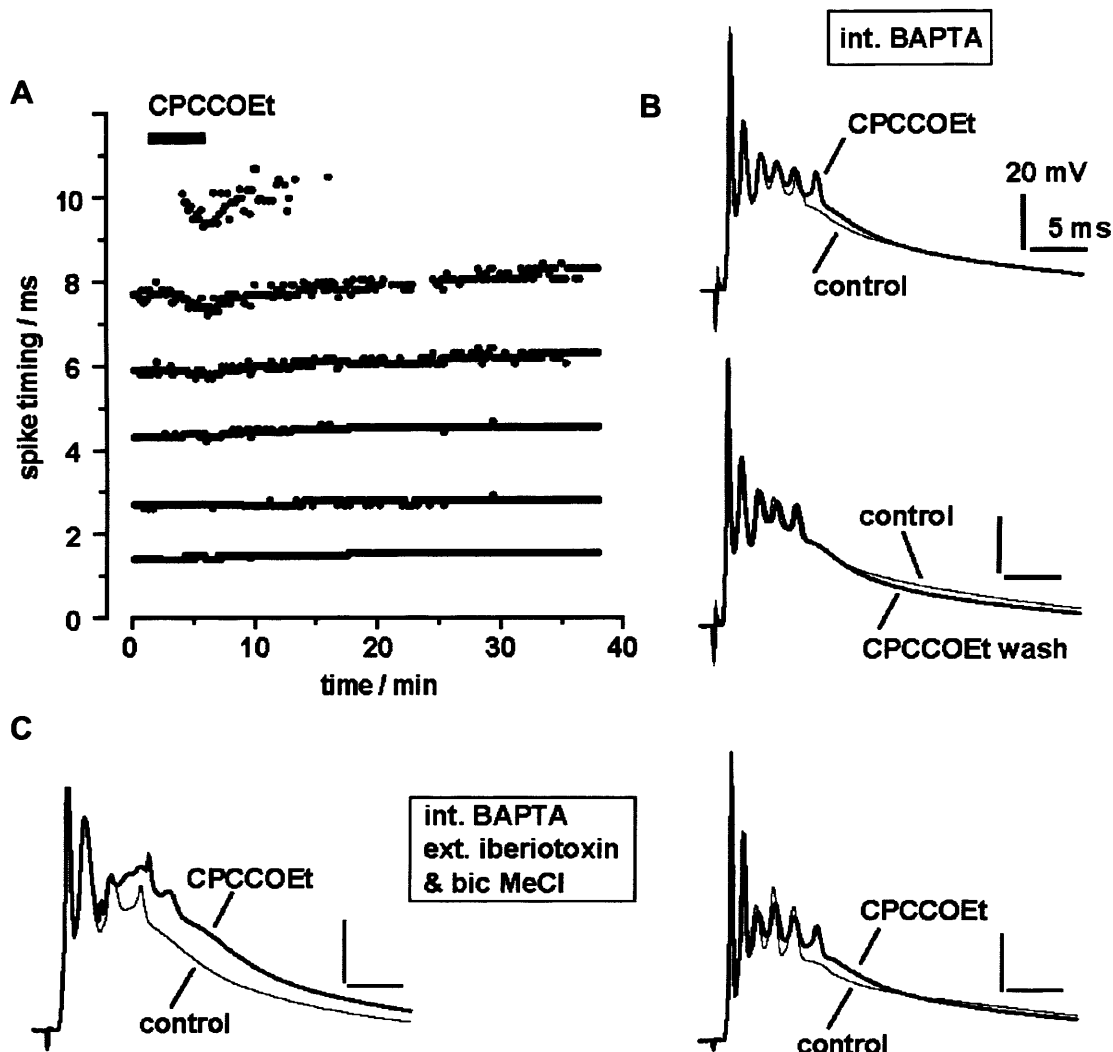 A
CPCCOEt
10
8
6
4
2
0
spike timing / ms
0
10
20
30
40
time / min
int. BAPTA
B
CPCCOEt
20 mV
5 ms
control
control
CPCCOEt wash
C
CPCCOEt
control
int. BAPTA
ext. iberiotoxin
& bic MeCl
CPCCOEt
control